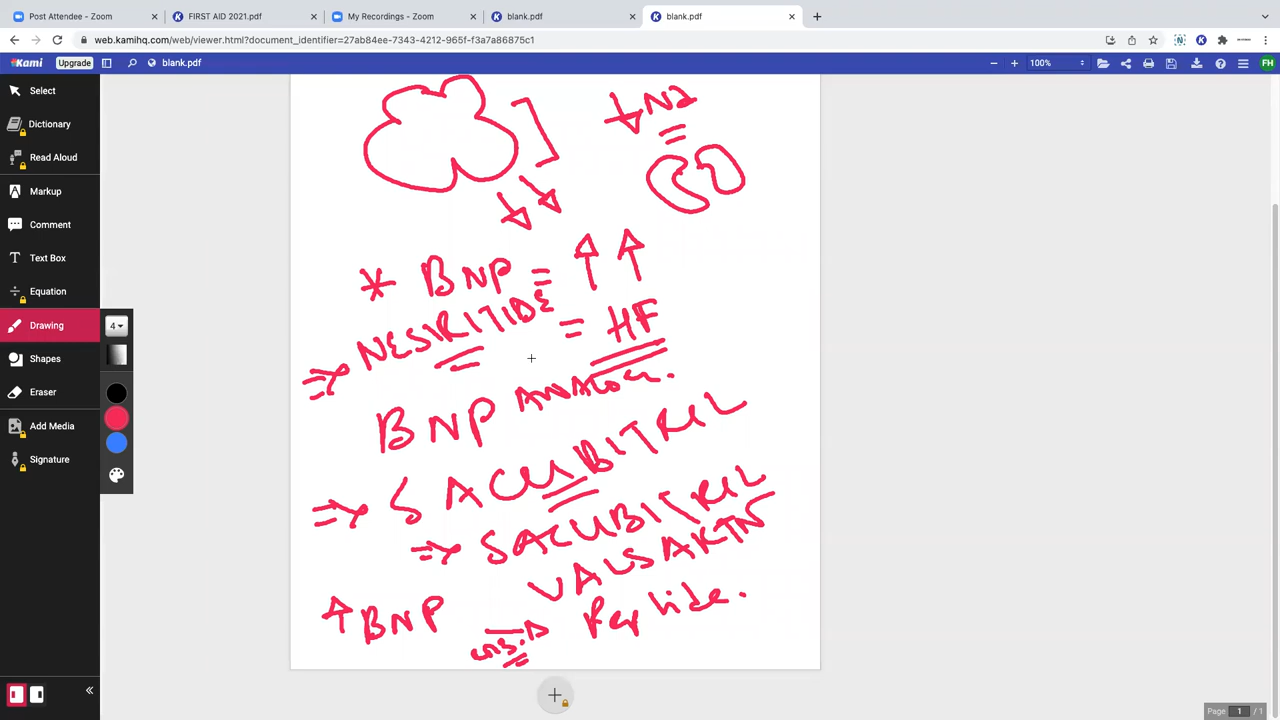 Post Attendee - Zoom
FIRST AID 2021.pdf
My Recordings - Zoom
blank.pdf
blank.pdf
web.kamihq.com/web/viewer.html?document_identifier=27ab84ee-7343-4212-965f-f3a7a86875c1
Kami
Upgrade
blank.pdf
100%
FH
Select
Dictionary
Read Aloud
Markup
Comment
Text Box
Equation
Drawing
Shapes
Eraser
Add Media
Signature
4
↓ Na
=
* BNP = ↑ ↑
⇒ NESIRITIDE = HF
BNP ANALOG.
⇒ SACUBITRIL
⇒ SACUBITRIL
↑ BNP
Page 1 / 1